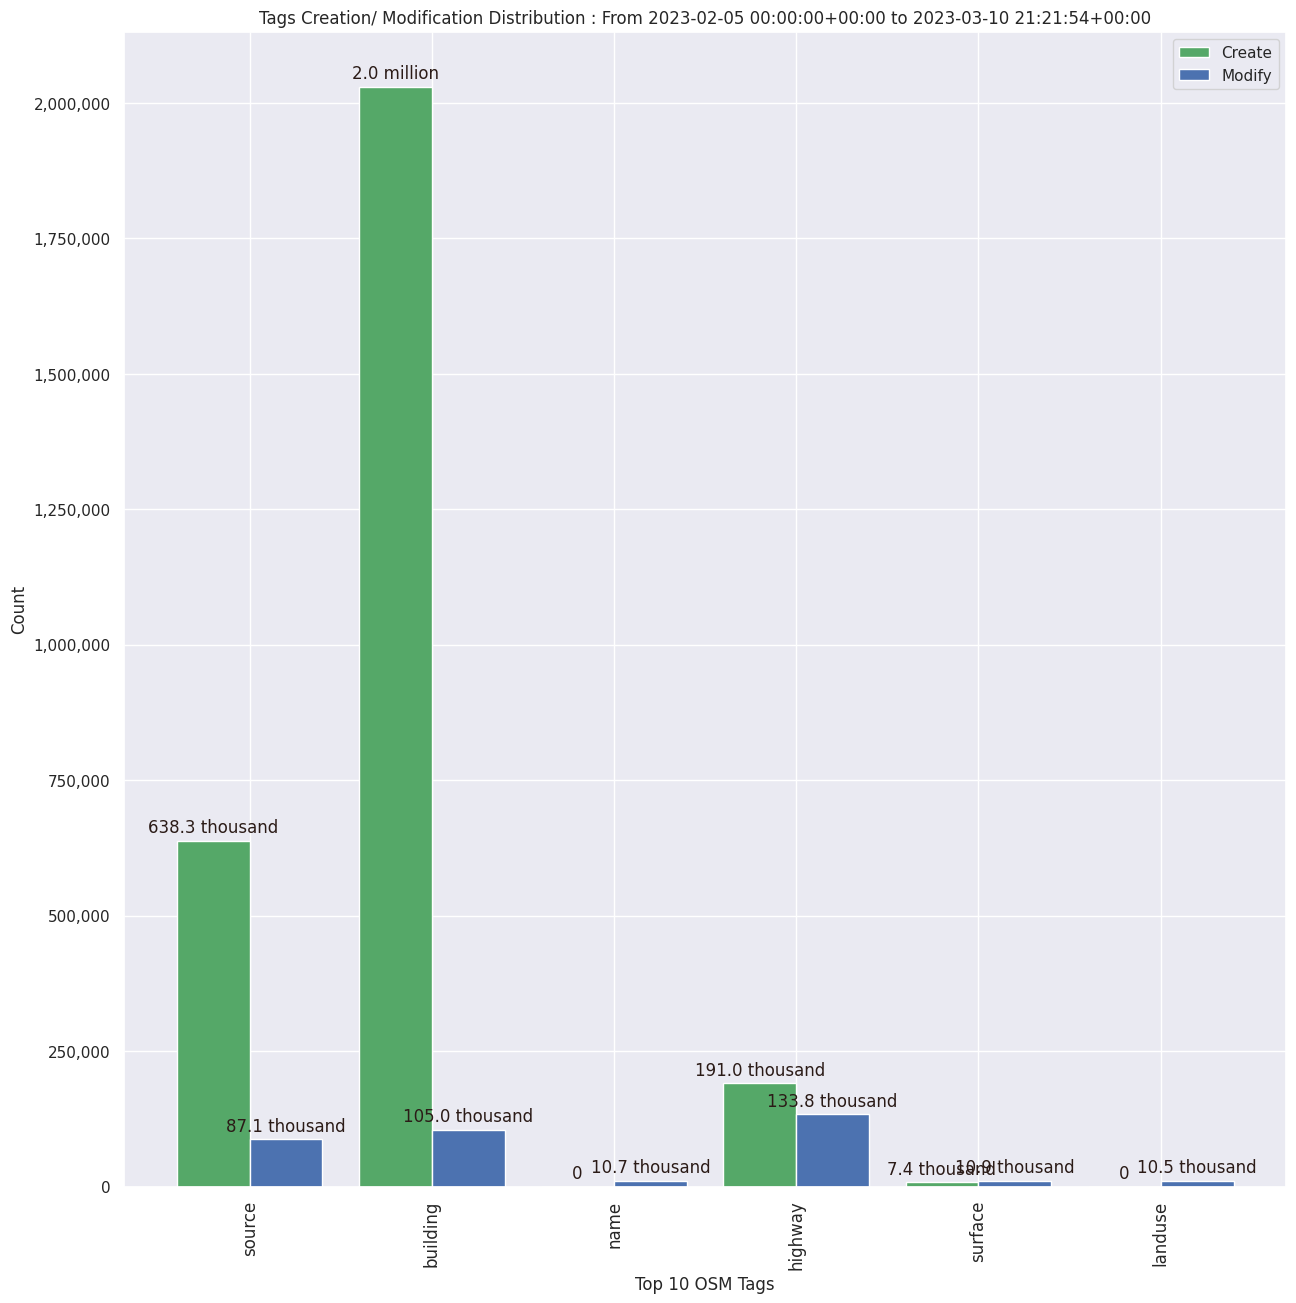 Tags Creation/ Modification Distribution : From 2023-02-05 00:00:00+00:00 to 2023-03-10 21:21:54+00:00
Create
Modify
2,000,000
1,750,000
1,500,000
1,250,000
1,000,000
750,000
500,000
250,000
0
Count
2.0 million
638.3 thousand
87.1 thousand
105.0 thousand
0
10.7 thousand
191.0 thousand
133.8 thousand
7.4 thousand
10.9 thousand
0
10.5 thousand
source
building
name
highway
surface
landuse
Top 10 OSM Tags